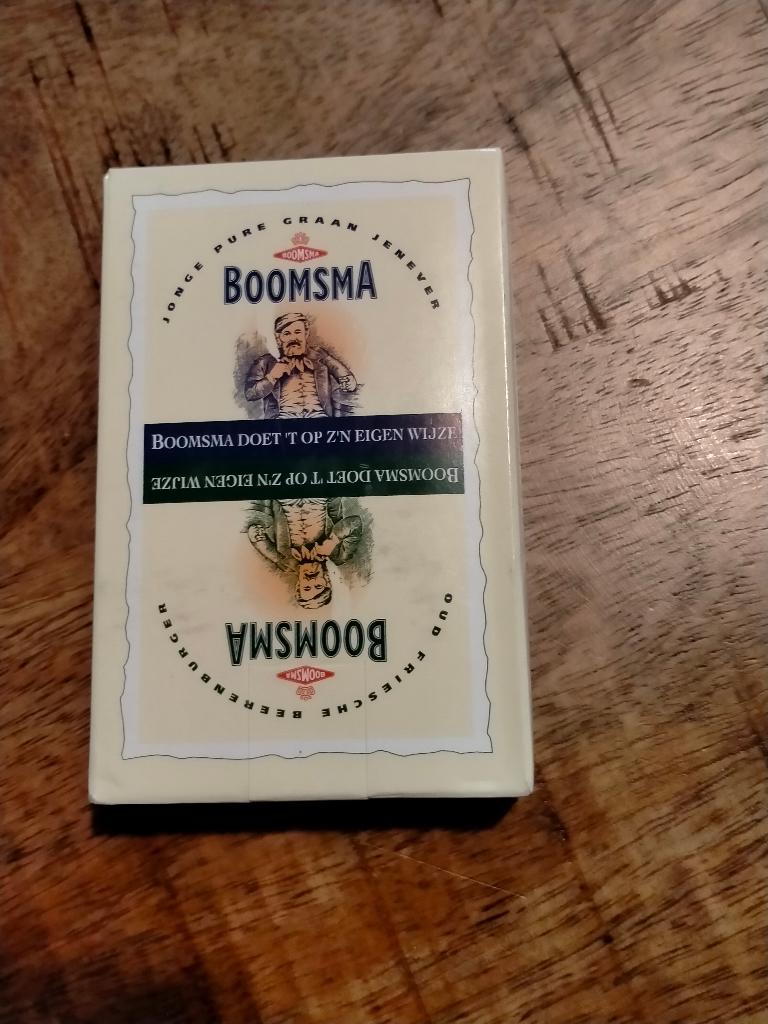 JONGE PURE GRAAN JENEVER
BOOMSMA
BOOMSMA
BOOMSMA DOET 'T OP Z'N EIGEN WIJZE
BOOMSMA DOET 'T OP Z'N EIGEN WIJZE
BOOMSMA
BOOMSMA
OUD FRIESCHE BEERENBURGER